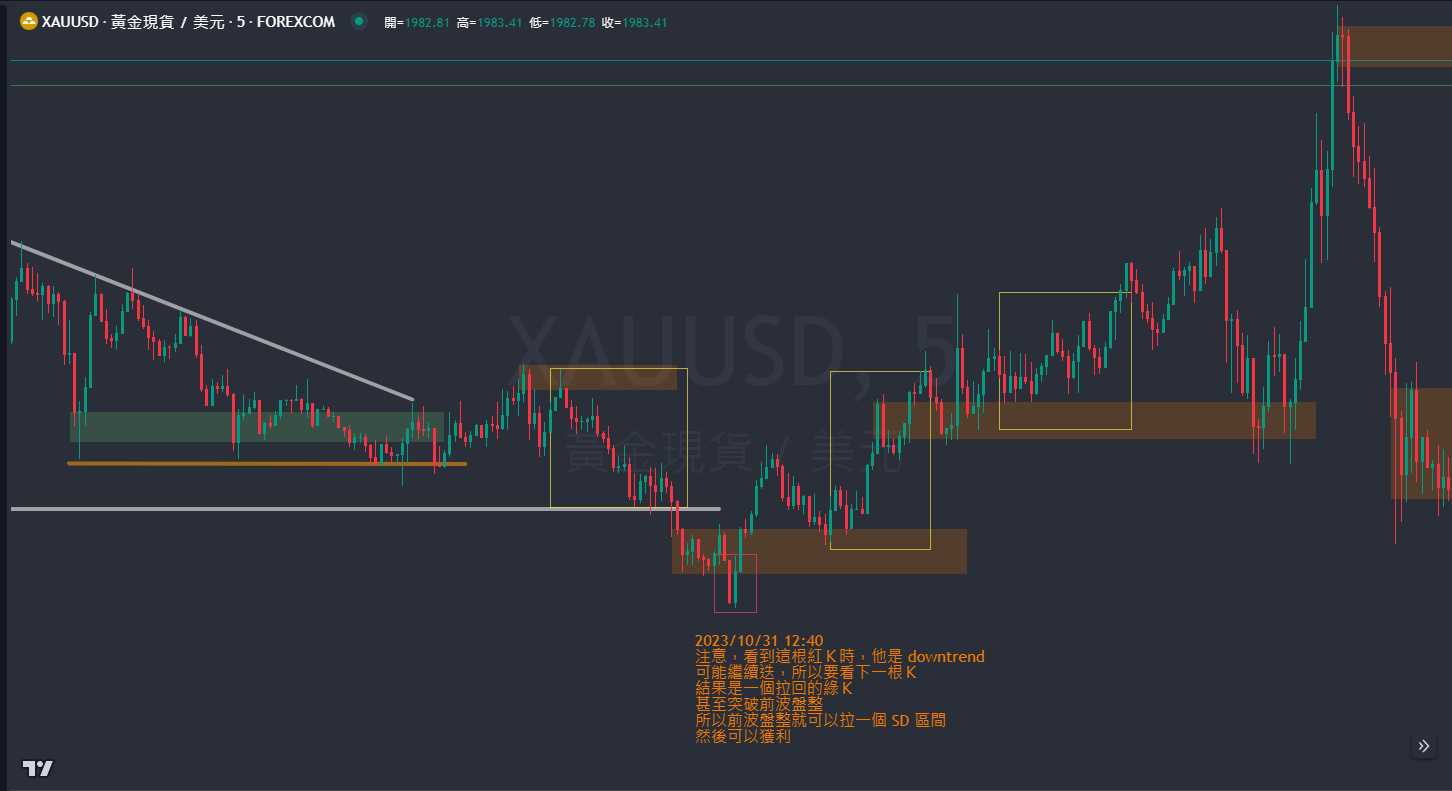 XAUUSD · 黃金現貨 / 美元 · 5 · FOREXCOM 開=1982.81 高=1983.41 低=1982.78 收=1983.41
XAUUSD, 5
黃金現貨 / 美元
2023/10/31 12:40
注意，看到這根紅K時，他是 downtrend
可能繼續迭，所以要看下一根K
結果是一個拉回的綠K
甚至突破前波盤整
所以前波盤整就可以拉一個 SD 區間
然後可以獲利